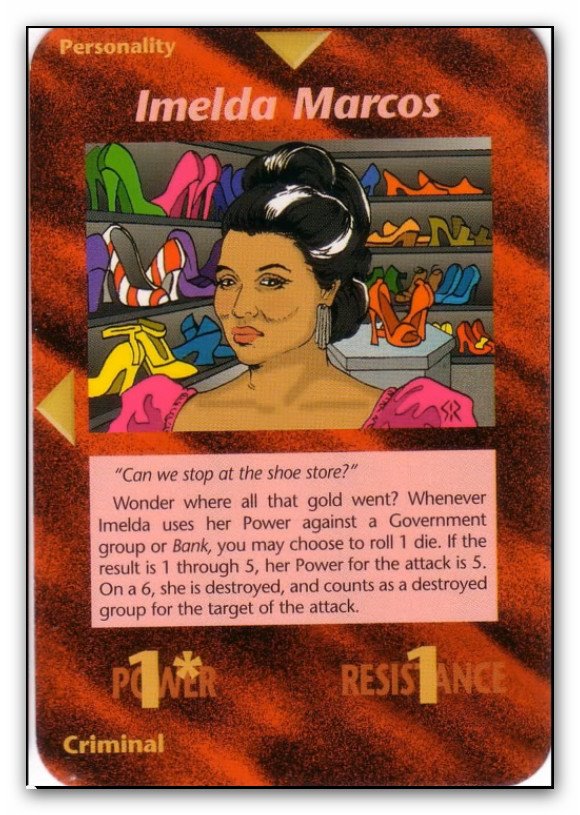 Personality
Imelda Marcos
SR
"Can we stop at the shoe store?"
Wonder where all that gold went? Whenever
Imelda uses her Power against a Government
group or Bank, you may choose to roll 1 die. If the
result is 1 through 5, her Power for the attack is 5.
On a 6, she is destroyed, and counts as a destroyed
group for the target of the attack.
POWER 1* RESISTANCE 1
Criminal